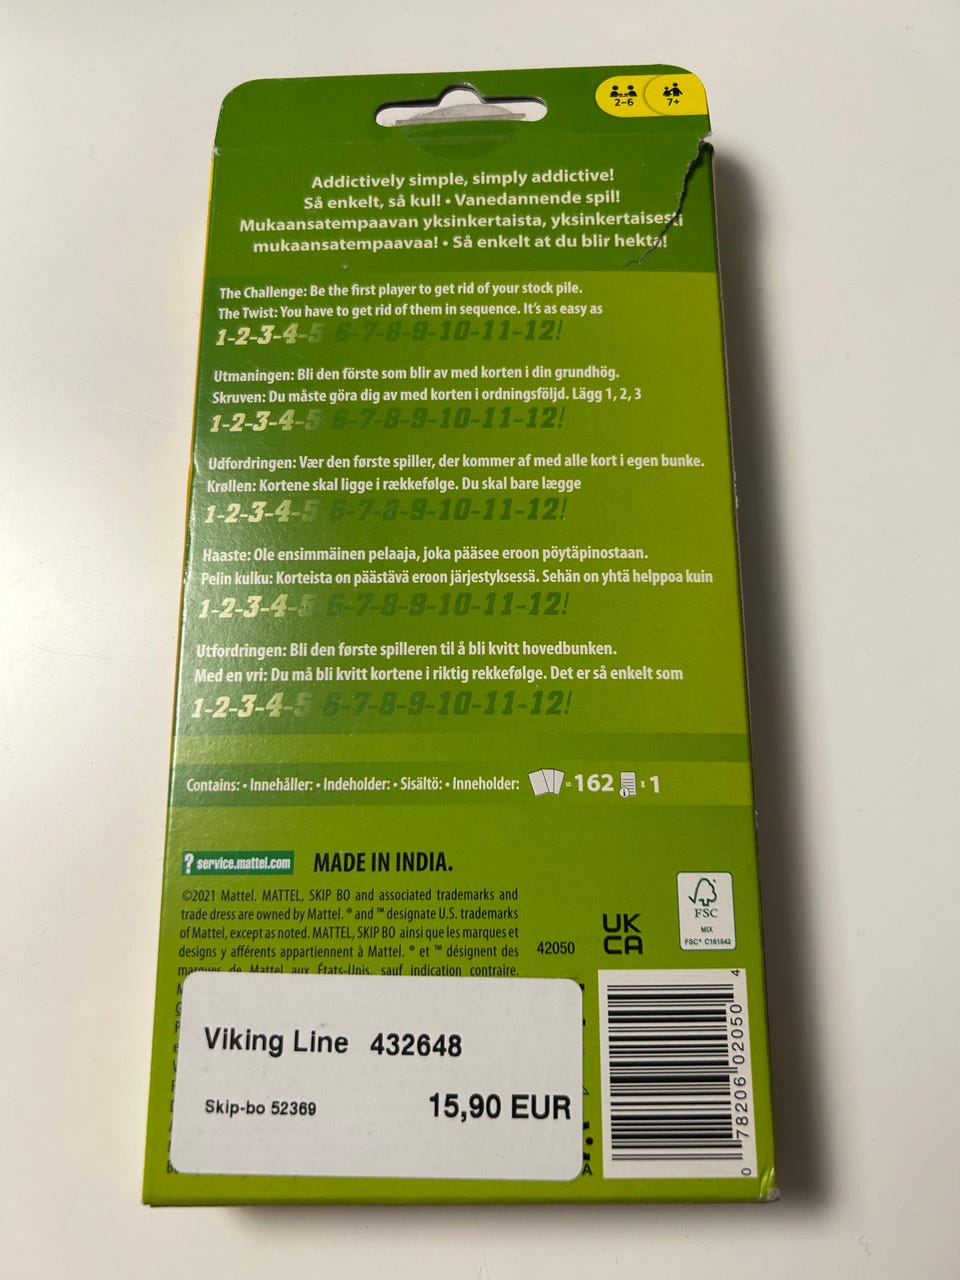 2–6 7+
Addictively simple, simply addictive!
Så enkelt, så kul! • Vanedannende spil!
Mukaansatempaavan yksinkertaista, yksinkertaisesti
mukaansatempaavaa! • Så enkelt at du blir hekta!
The Challenge: Be the first player to get rid of your stock pile.
The Twist: You have to get rid of them in sequence. It's as easy as
1-2-3-4-5 6-7-8-9-10-11-12!
Utmaningen: Bli den förste som blir av med korten i din grundhög.
Skruven: Du måste göra dig av med korten i ordningsföljd. Lägg 1, 2, 3
1-2-3-4-5 6-7-8-9-10-11-12!
Udfordringen: Vær den første spiller, der kommer af med alle kort i egen bunke.
Krøllen: Kortene skal ligge i rækkefølge. Du skal bare lægge
1-2-3-4-5 6-7-8-9-10-11-12!
Haaste: Ole ensimmäinen pelaaja, joka pääsee eroon pöytäpinostaan.
Pelin kulku: Korteista on päästävä eroon järjestyksessä. Sehän on yhtä helppoa kuin
1-2-3-4-5 6-7-8-9-10-11-12!
Utfordringen: Bli den første spilleren til å bli kvitt hovedbunken.
Med en vri: Du må bli kvitt kortene i riktig rekkefølge. Det er så enkelt som
1-2-3-4-5 6-7-8-9-10-11-12!
Contains: • Innehåller: • Indeholder: • Sisältö: • Inneholder: = 162 x 1
? service.mattel.com MADE IN INDIA.
©2021 Mattel. MATTEL, SKIP BO and associated trademarks and
trade dress are owned by Mattel. ® and ™ designate U.S. trademarks
of Mattel, except as noted. MATTEL, SKIP BO ainsi que les marques et
designs y afférents appartiennent à Mattel. ® et ™ désignent des
marques de Mattel aux États-Unis, sauf indication contraire.
42050
UK
CA
FSC
MIX
FSC® C161642
Viking Line 432648
Skip-bo 52369 15,90 EUR
0 78206 02050 4